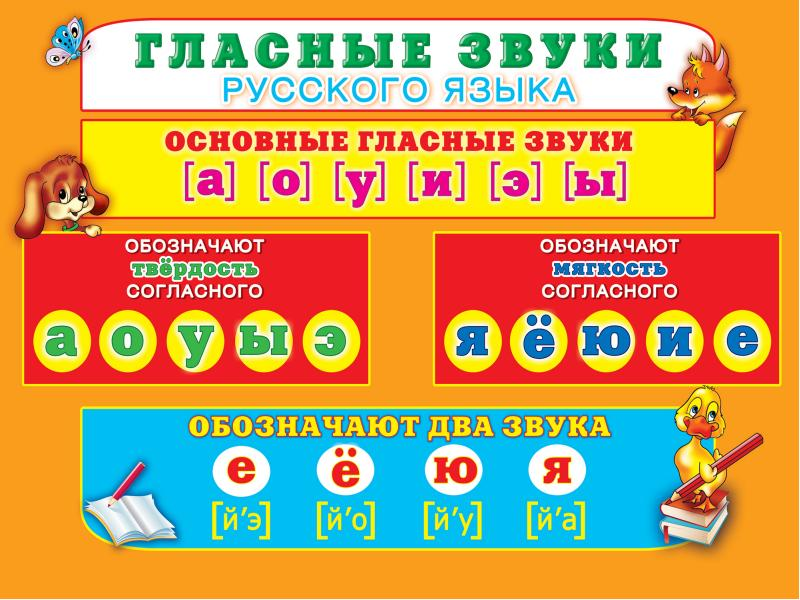 ГЛАСНЫЕ ЗВУКИ
РУССКОГО ЯЗЫКА
ОСНОВНЫЕ ГЛАСНЫЕ ЗВУКИ
[а] [о] [у] [и] [э] [ы]
ОБОЗНАЧАЮТ
твёрдость
СОГЛАСНОГО
а о у ы э
ОБОЗНАЧАЮТ
мягкость
СОГЛАСНОГО
я ё ю и е
ОБОЗНАЧАЮТ ДВА ЗВУКА
е ё ю я
[й’э] [й’о] [й’у] [й’а]